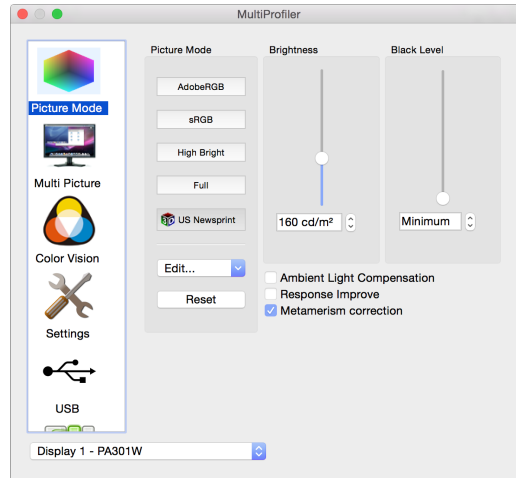 MultiProfiler
Picture Mode
Multi Picture
Color Vision
Settings
USB
Picture Mode
AdobeRGB
sRGB
High Bright
Full
3D US Newsprint
Edit...
Reset
Brightness
160 cd/m²
Black Level
Minimum
Ambient Light Compensation
Response Improve
Metamerism correction
Display 1 - PA301W